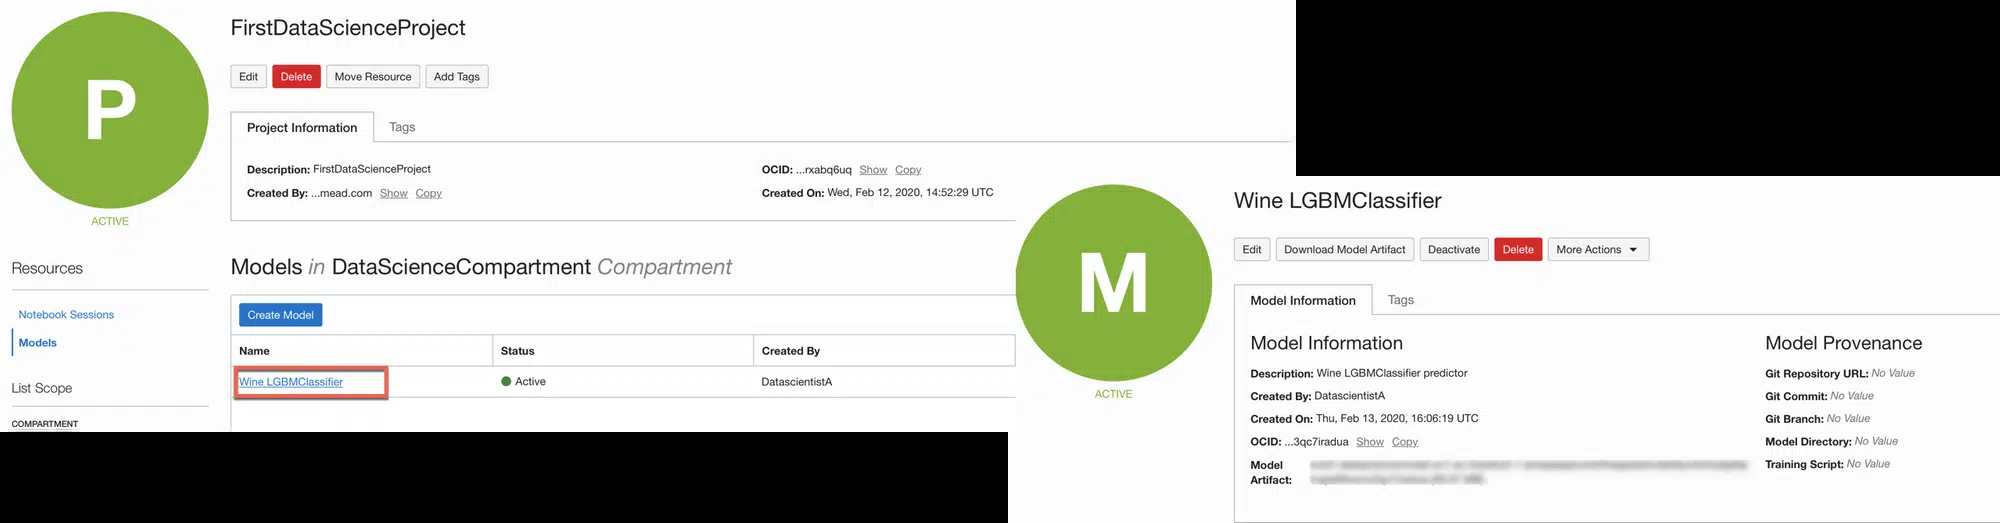 P
ACTIVE
FirstDataScienceProject
Edit Delete Move Resource Add Tags
Project Information Tags
Description: FirstDataScienceProject
OCID: ...rxabq6uq Show Copy
Created By: ...mead.com Show Copy
Created On: Wed, Feb 12, 2020, 14:52:29 UTC
Resources
Notebook Sessions
Models
List Scope
COMPARTMENT
Models in DataScienceCompartment Compartment
Create Model
Name Status Created By
Wine LGBMClassifier Active DatascientistA
M
ACTIVE
Wine LGBMClassifier
Edit Download Model Artifact Deactivate Delete More Actions
Model Information Tags
Model Information
Description: Wine LGBMClassifier predictor
Created By: DatascientistA
Created On: Thu, Feb 13, 2020, 16:06:19 UTC
OCID: ...3qc7iradua Show Copy
Model
Artifact:
Model Provenance
Git Repository URL: No Value
Git Commit: No Value
Git Branch: No Value
Model Directory: No Value
Training Script: No Value